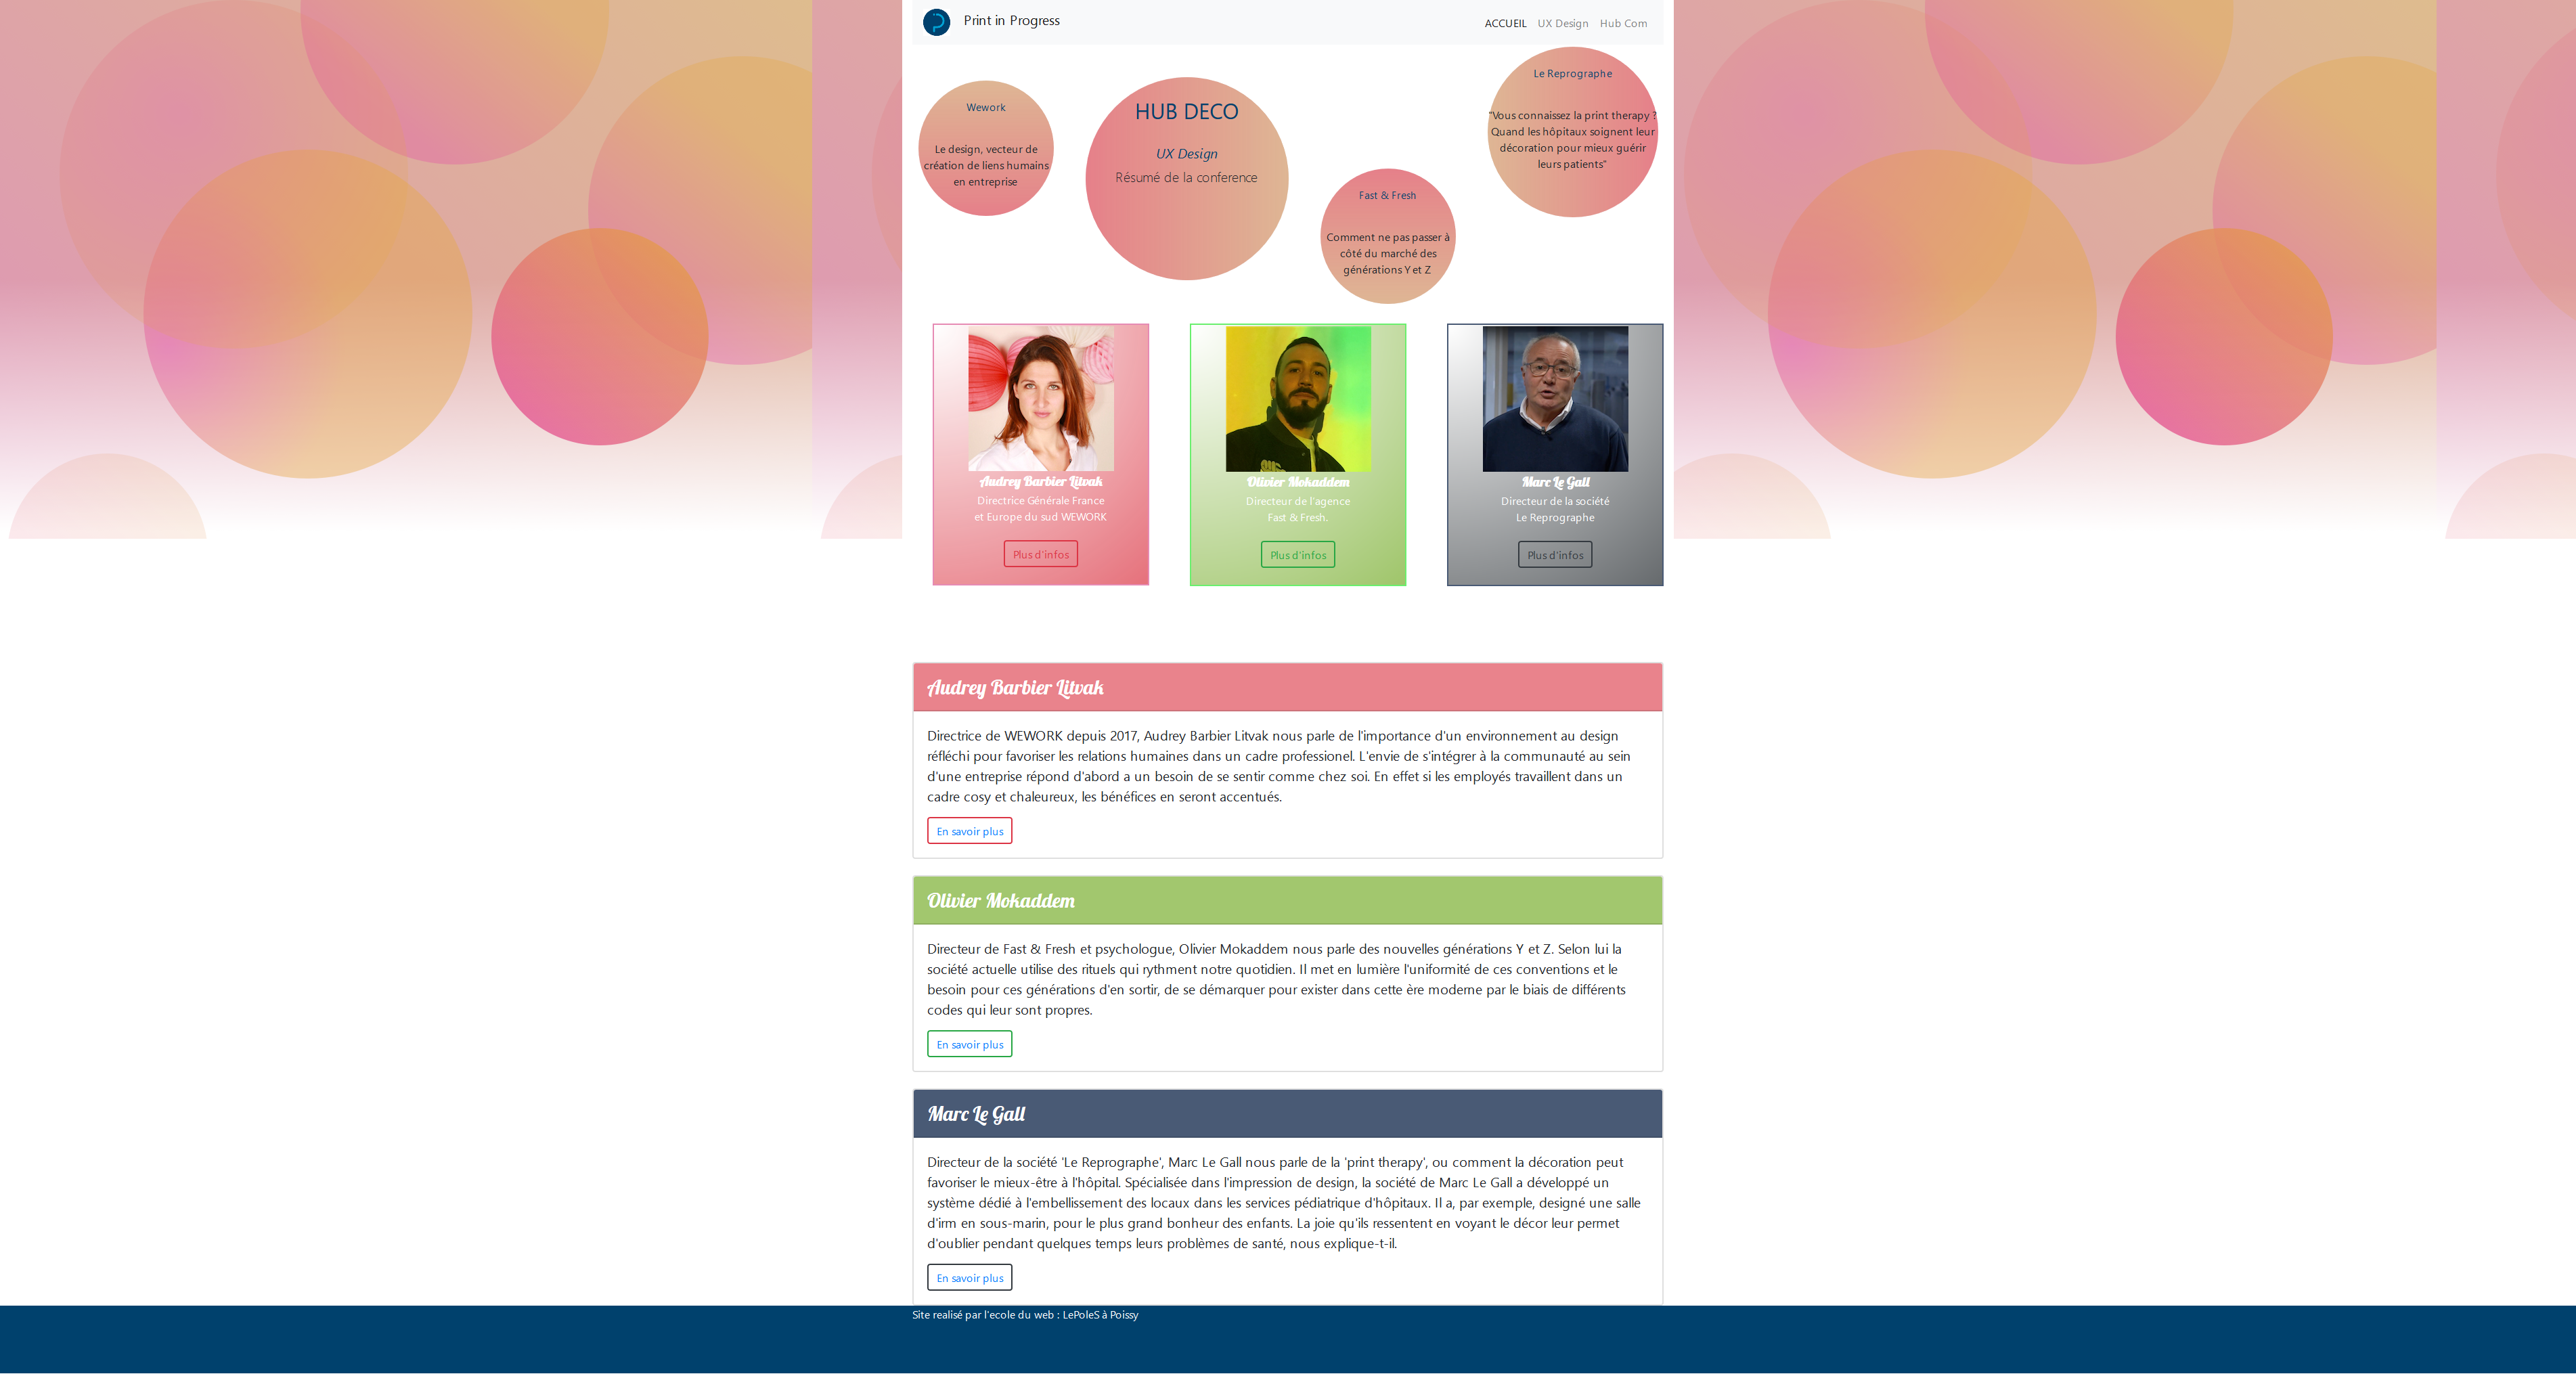 Print in Progress
ACCUEIL UX Design Hub Com
Wework
Le design, vecteur de
création de liens humains
en entreprise
HUB DECO
UX Design
Résumé de la conference
Fast & Fresh
Comment ne pas passer à
côté du marché des
générations Y et Z
Le Reprographe
"Vous connaissez la print therapy ?
Quand les hôpitaux soignent leur
décoration pour mieux guérir
leurs patients"
Audrey Barbier Litvak
Directrice Générale France
et Europe du sud WEWORK
Plus d'infos
Olivier Mokaddem
Directeur de l'agence
Fast & Fresh.
Plus d'infos
Marc Le Gall
Directeur de la société
Le Reprographe
Plus d'infos
Audrey Barbier Litvak
Directrice de WEWORK depuis 2017, Audrey Barbier Litvak nous parle de l'importance d'un environnement au design
réfléchi pour favoriser les relations humaines dans un cadre professionel. L'envie de s'intégrer à la communauté au sein
d'une entreprise répond d'abord a un besoin de se sentir comme chez soi. En effet si les employés travaillent dans un
cadre cosy et chaleureux, les bénéfices en seront accentués.
En savoir plus
Olivier Mokaddem
Directeur de Fast & Fresh et psychologue, Olivier Mokaddem nous parle des nouvelles générations Y et Z. Selon lui la
société actuelle utilise des rituels qui rythment notre quotidien. Il met en lumière l'uniformité de ces conventions et le
besoin pour ces générations d'en sortir, de se démarquer pour exister dans cette ère moderne par le biais de différents
codes qui leur sont propres.
En savoir plus
Marc Le Gall
Directeur de la société 'Le Reprographe', Marc Le Gall nous parle de la 'print therapy', ou comment la décoration peut
favoriser le mieux-être à l'hôpital. Spécialisée dans l'impression de design, la société de Marc Le Gall a développé un
système dédié à l'embellissement des locaux dans les services pédiatrique d'hôpitaux. Il a, par exemple, designé une salle
d'irm en sous-marin, pour le plus grand bonheur des enfants. La joie qu'ils ressentent en voyant le décor leur permet
d'oublier pendant quelques temps leurs problèmes de santé, nous explique-t-il.
En savoir plus
Site realisé par l'ecole du web : LePoleS à Poissy